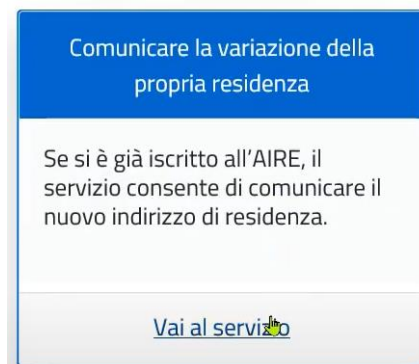 Comunicare la variazione della
propria residenza
Se si è già iscritto all'AIRE, il
servizio consente di comunicare il
nuovo indirizzo di residenza.
Vai al servizio